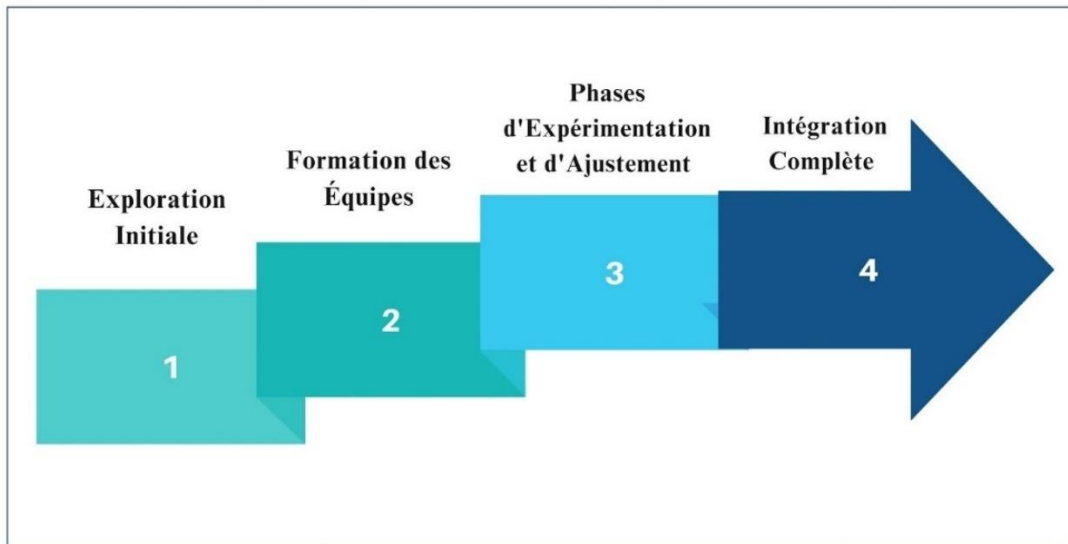 Exploration
Initiale
1
Formation des
Équipes
2
Phases
d'Expérimentation
et d'Ajustement
3
Intégration
Complète
4